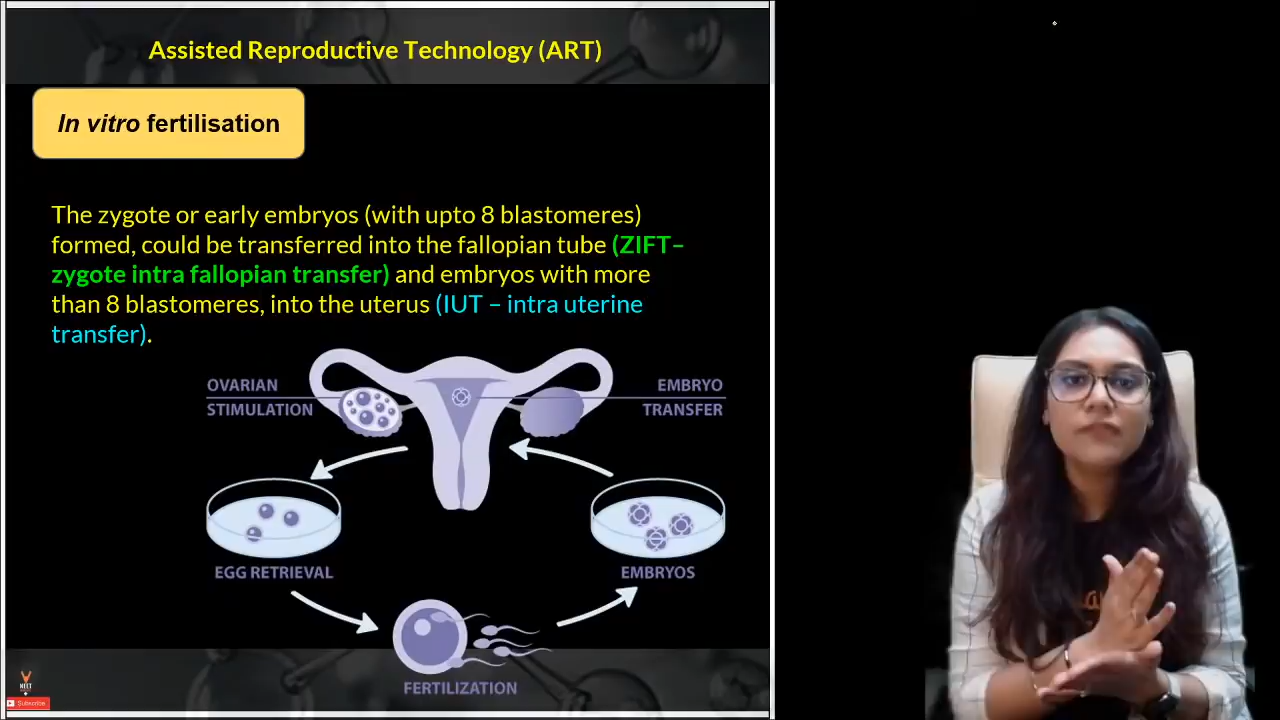 Assisted Reproductive Technology (ART)
In vitro fertilisation
The zygote or early embryos (with upto 8 blastomeres)
formed, could be transferred into the fallopian tube (ZIFT–
zygote intra fallopian transfer) and embryos with more
than 8 blastomeres, into the uterus (IUT – intra uterine
transfer).
OVARIAN
STIMULATION
EMBRYO
TRANSFER
EGG RETRIEVAL
EMBRYOS
FERTILIZATION
NEET
Subscribe